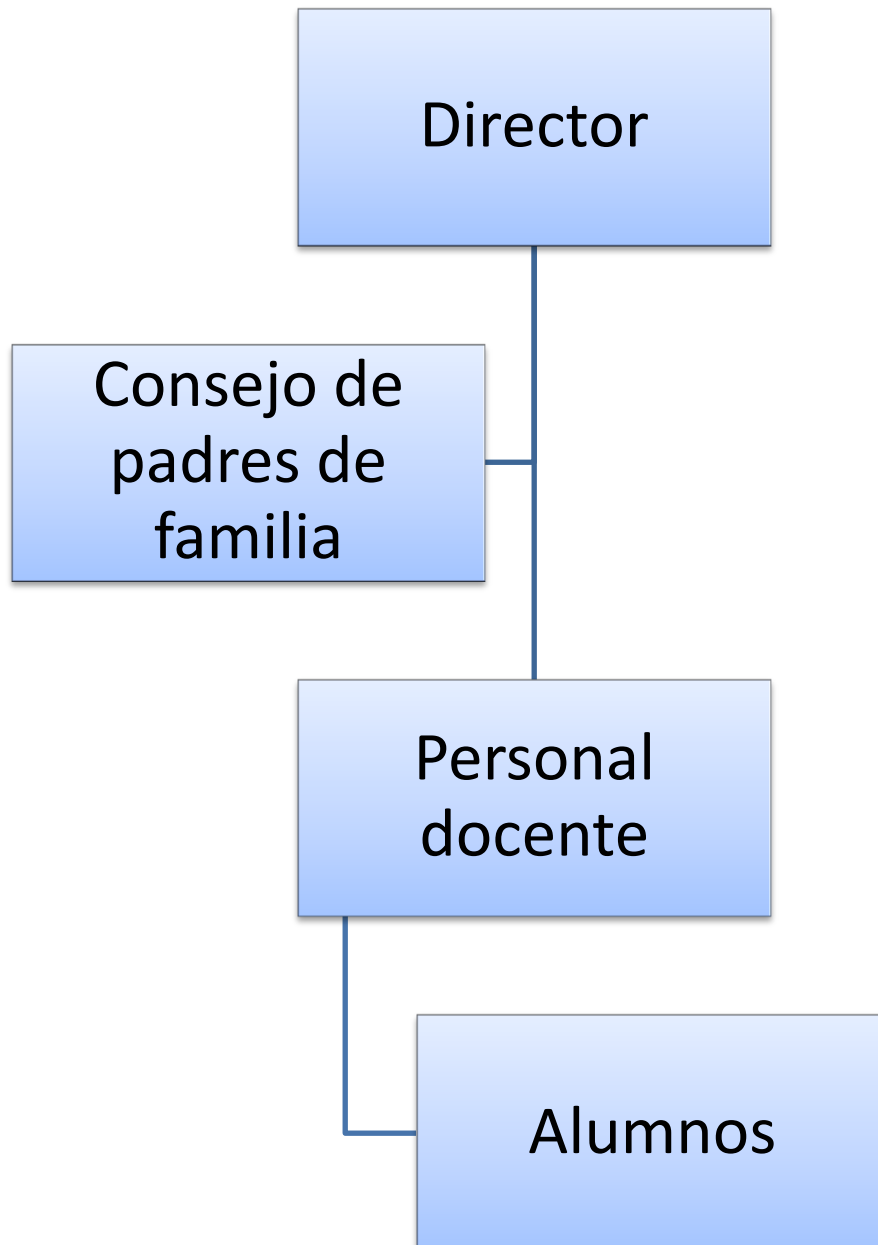 Director
Consejo de
padres de
familia
Personal
docente
Alumnos